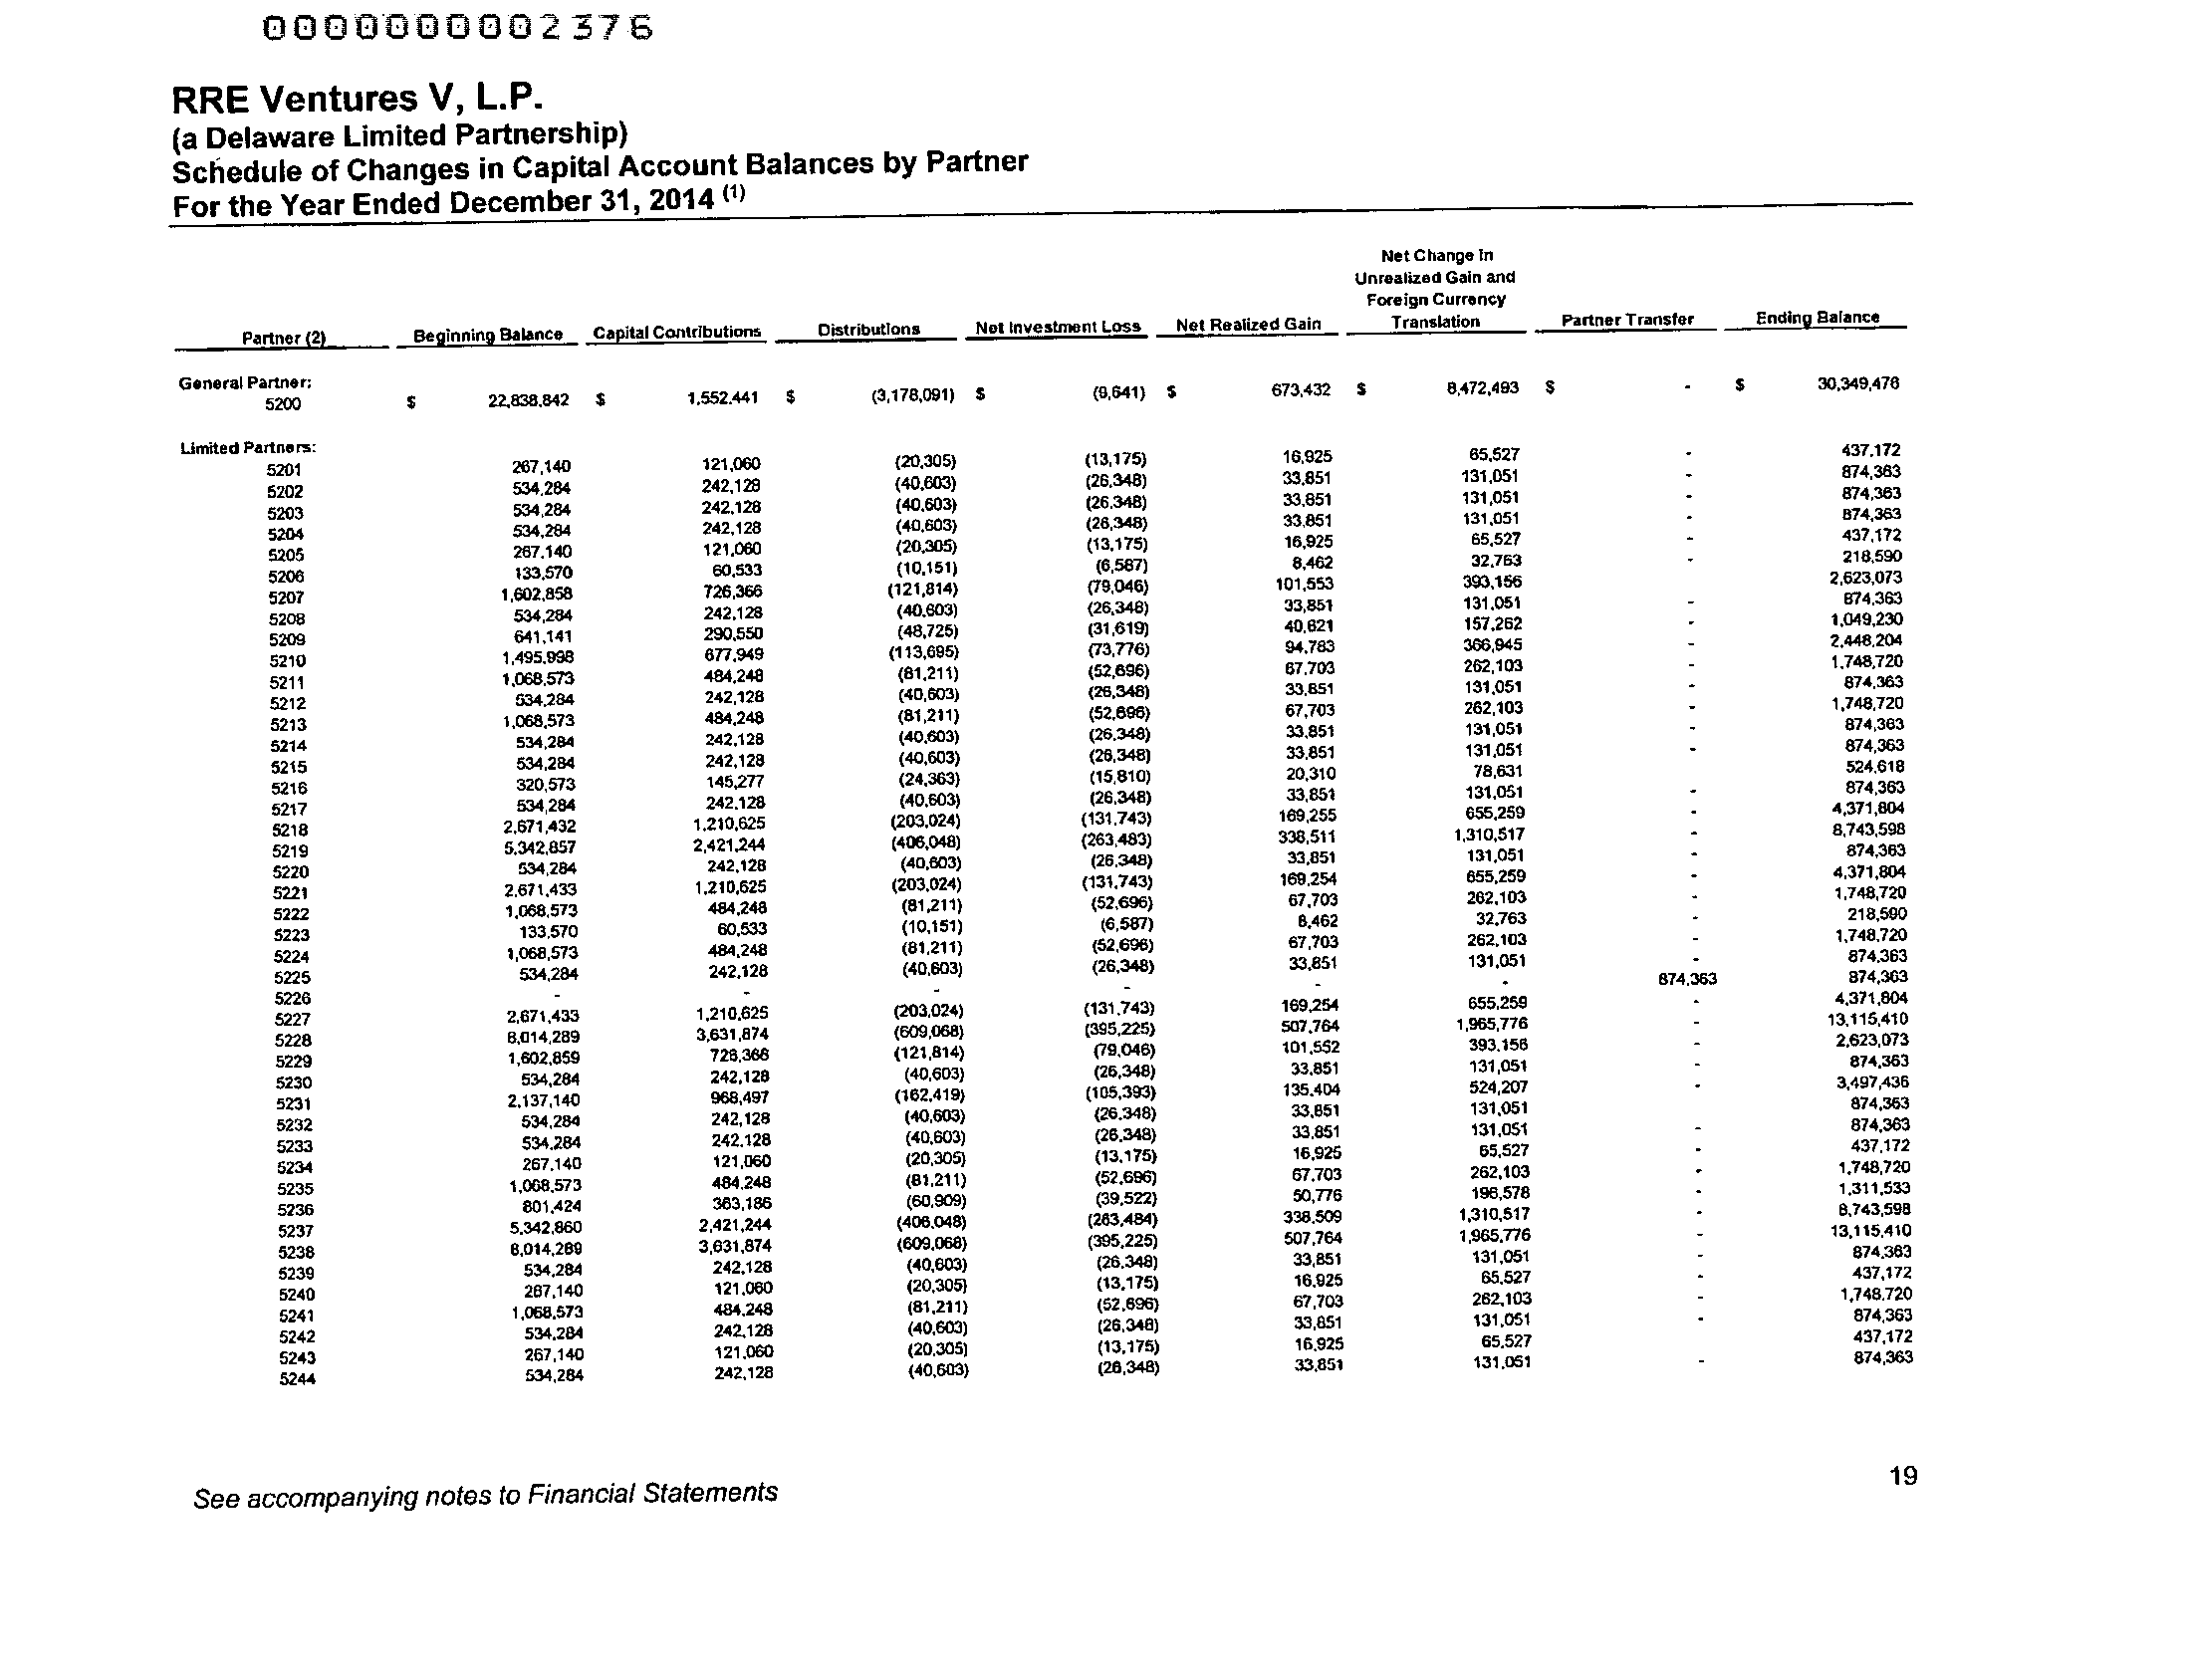 0000000002376
RRE Ventures V, L.P.
(a Delaware Limited Partnership)
Schedule of Changes in Capital Account Balances by Partner
For the Year Ended December 31, 2014 (1)
Net Change in
Unrealized Gain and
Foreign Currency
Partner (2) Beginning Balance Capital Contributions Distributions Net Investment Loss Net Realized Gain Translation Partner Transfer Ending Balance
General Partner:
5200 $ 22,838,842 $ 1,552,441 $ (3,178,091) $ (9,641) $ 673,432 $ 8,472,493 $ - $ 30,349,476
Limited Partners:
5201 267,140 121,060 (20,305) (13,175) 16,925 65,527 - 437,172
5202 534,284 242,128 (40,603) (26,348) 33,851 131,051 - 874,363
5203 534,284 242,128 (40,603) (26,348) 33,851 131,051 - 874,363
5204 534,284 242,128 (40,603) (26,348) 33,851 131,051 - 874,363
5205 267,140 121,060 (20,305) (13,175) 16,925 65,527 - 437,172
5206 133,570 60,533 (10,151) (6,587) 8,462 32,763 - 218,590
5207 1,602,858 726,366 (121,814) (79,046) 101,553 393,156 2,623,073
5208 534,284 242,128 (40,603) (26,348) 33,851 131,051 - 874,363
5209 641,141 290,550 (48,725) (31,619) 40,621 157,262 - 1,049,230
5210 1,495,998 677,949 (113,695) (73,776) 94,783 366,945 - 2,448,204
5211 1,068,573 484,248 (81,211) (52,696) 67,703 262,103 - 1,748,720
5212 534,284 242,128 (40,603) (26,348) 33,851 131,051 - 874,363
5213 1,068,573 484,248 (81,211) (52,696) 67,703 262,103 - 1,748,720
5214 534,284 242,128 (40,603) (26,348) 33,851 131,051 - 874,363
5215 534,284 242,128 (40,603) (26,348) 33,851 131,051 - 874,363
5216 320,573 145,277 (24,363) (15,810) 20,310 78,631 524,618
5217 534,284 242,128 (40,603) (26,348) 33,851 131,051 - 874,363
5218 2,671,432 1,210,625 (203,024) (131,743) 169,255 655,259 - 4,371,804
5219 5,342,857 2,421,244 (406,048) (263,483) 338,511 1,310,517 - 8,743,598
5220 534,284 242,128 (40,603) (26,348) 33,851 131,051 - 874,363
5221 2,671,433 1,210,625 (203,024) (131,743) 169,254 655,259 - 4,371,804
5222 1,068,573 484,248 (81,211) (52,696) 67,703 262,103 - 1,748,720
5223 133,570 60,533 (10,151) (6,587) 8,462 32,763 - 218,590
5224 1,068,573 484,248 (81,211) (52,696) 67,703 262,103 - 1,748,720
5225 534,284 242,128 (40,603) (26,348) 33,851 131,051 - 874,363
5226 - - - - - - 874,363 874,363
5227 2,671,433 1,210,625 (203,024) (131,743) 169,254 655,259 - 4,371,804
5228 8,014,289 3,631,874 (609,068) (395,225) 507,764 1,965,776 - 13,115,410
5229 1,602,859 726,366 (121,814) (79,046) 101,552 393,156 - 2,623,073
5230 534,284 242,128 (40,603) (26,348) 33,851 131,051 - 874,363
5231 2,137,140 968,497 (162,419) (105,393) 135,404 524,207 - 3,497,436
5232 534,284 242,128 (40,603) (26,348) 33,851 131,051 874,363
5233 534,284 242,128 (40,603) (26,348) 33,851 131,051 - 874,363
5234 267,140 121,060 (20,305) (13,175) 16,925 65,527 - 437,172
5235 1,068,573 484,248 (81,211) (52,696) 67,703 262,103 - 1,748,720
5236 801,424 363,186 (60,909) (39,522) 50,776 196,578 - 1,311,533
5237 5,342,860 2,421,244 (406,048) (263,484) 338,509 1,310,517 - 8,743,598
5238 8,014,289 3,631,874 (609,068) (395,225) 507,764 1,965,776 - 13,115,410
5239 534,284 242,128 (40,603) (26,348) 33,851 131,051 - 874,363
5240 267,140 121,060 (20,305) (13,175) 16,925 65,527 - 437,172
5241 1,068,573 484,248 (81,211) (52,696) 67,703 262,103 - 1,748,720
5242 534,284 242,128 (40,603) (26,348) 33,851 131,051 - 874,363
5243 267,140 121,060 (20,305) (13,175) 16,925 65,527 437,172
5244 534,284 242,128 (40,603) (26,348) 33,851 131,051 - 874,363
See accompanying notes to Financial Statements
19